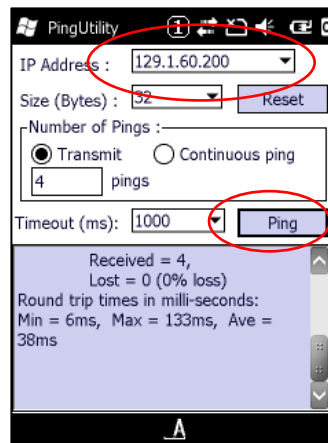 PingUtility
IP Address : 129.1.60.200
Size (Bytes) : 32 Reset
Number of Pings :
Transmit Continuous ping
4 pings
Timeout (ms): 1000 Ping
Received = 4,
Lost = 0 (0% loss)
Round trip times in milli-seconds:
Min = 6ms, Max = 133ms, Ave =
38ms
A